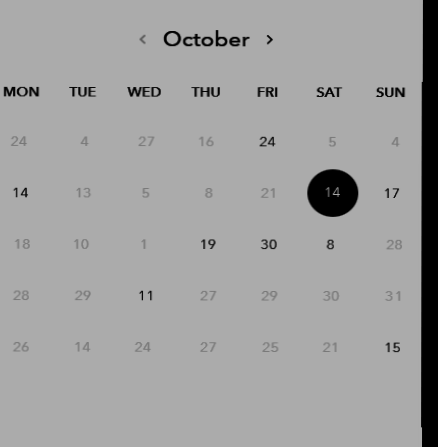 ‹ October ›
MON TUE WED THU FRI SAT SUN
24 4 27 16 24 5 4
14 13 5 8 21 14 17
18 10 1 19 30 8 28
28 29 11 27 29 30 31
26 14 24 27 25 21 15